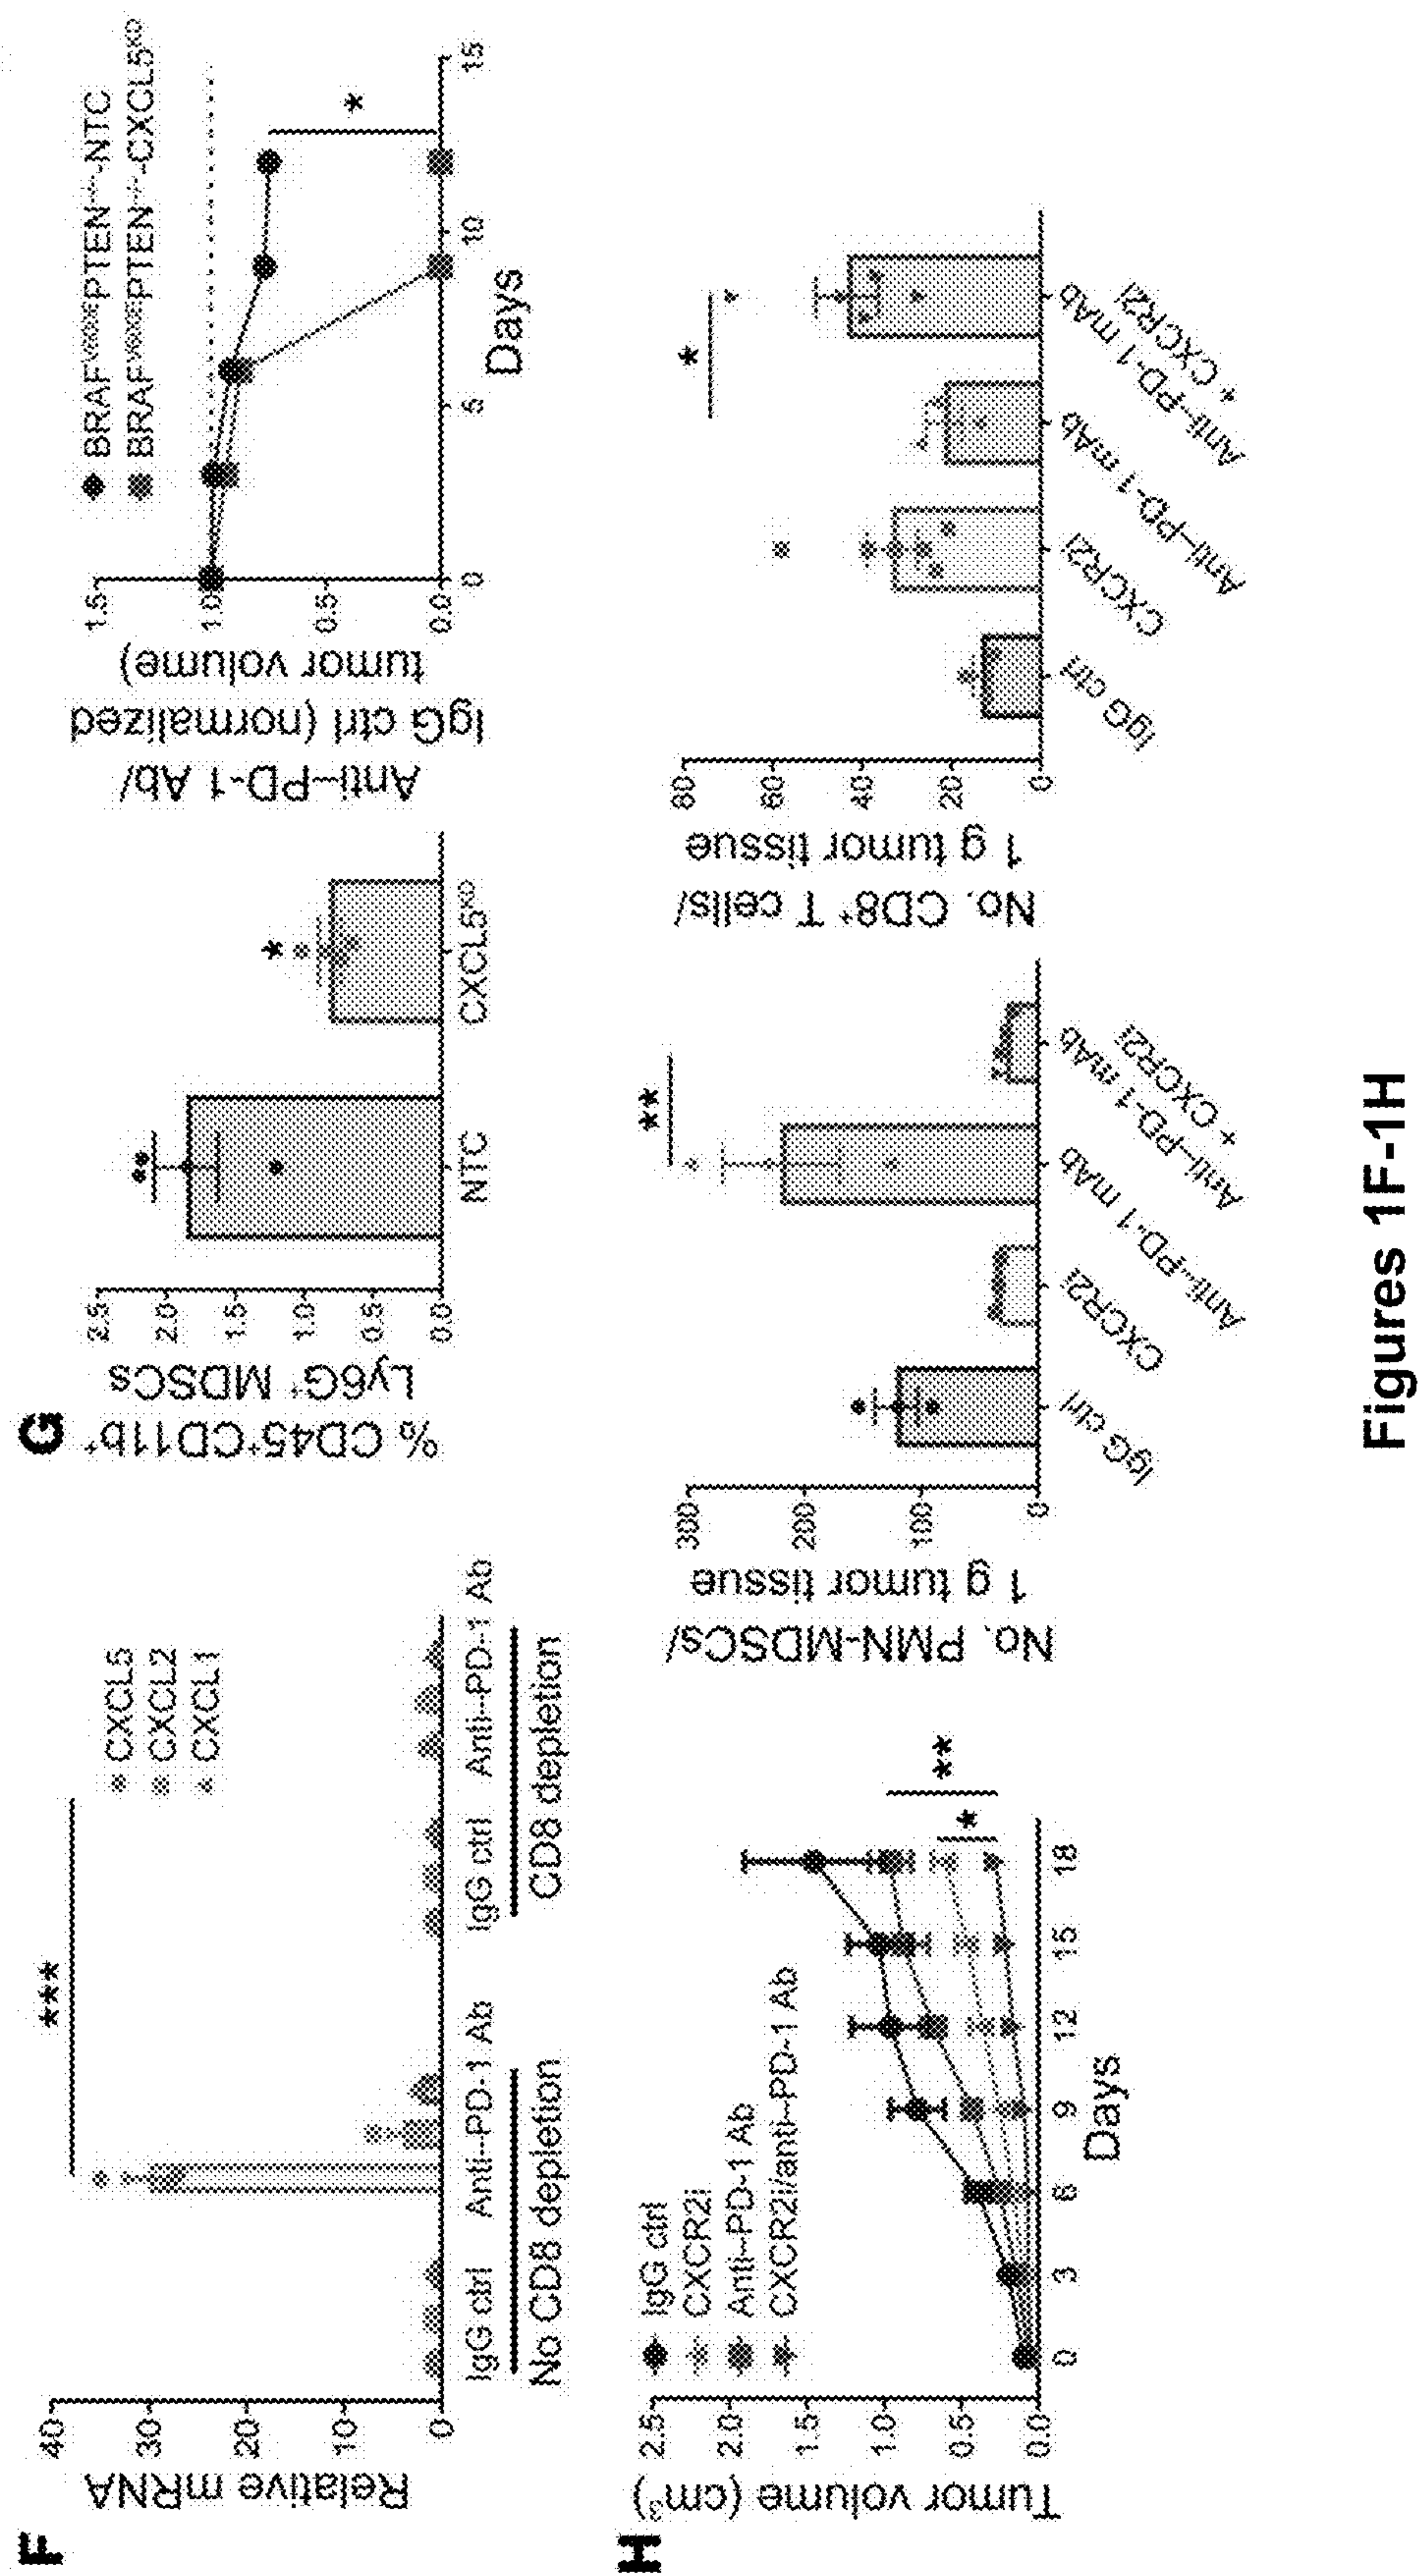 F
Relative mRNA
40
30
20
10
0
***
CXCL5
CXCL2
CXCL1
IgG ctrl
Anti–PD-1 Ab
IgG ctrl
Anti–PD-1 Ab
No CD8 depletion
CD8 depletion
G
% CD45⁺CD11b⁺
Ly6G⁺ MDSCs
2.5
2.0
1.5
1.0
0.5
0.0
*
NTC
CXCL5ᴷᴼ
Anti–PD-1 Ab/
IgG ctrl (normalized
tumor volume)
1.5
1.0
0.5
0.0
BRAFⱽ⁶⁰⁰ᴱPTEN⁻/⁻-NTC
BRAFⱽ⁶⁰⁰ᴱPTEN⁻/⁻-CXCL5ᴷᴼ
*
0
5
10
15
Days
H
Tumor volume (cm³)
2.5
2.0
1.5
1.0
0.5
0.0
IgG ctrl
CXCR2i
Anti–PD-1 Ab
CXCR2i/anti–PD-1 Ab
*
**
0
3
6
9
12
15
18
Days
No. PMN-MDSCs/
1 g tumor tissue
300
200
100
0
**
IgG ctrl
CXCR2i
Anti–PD-1 mAb
Anti–PD-1 mAb
+ CXCR2i
No. CD8⁺ T cells/
1 g tumor tissue
80
60
40
20
0
*
IgG ctrl
CXCR2i
Anti–PD-1 mAb
Anti–PD-1 mAb
+ CXCR2i
Figures 1F-1H